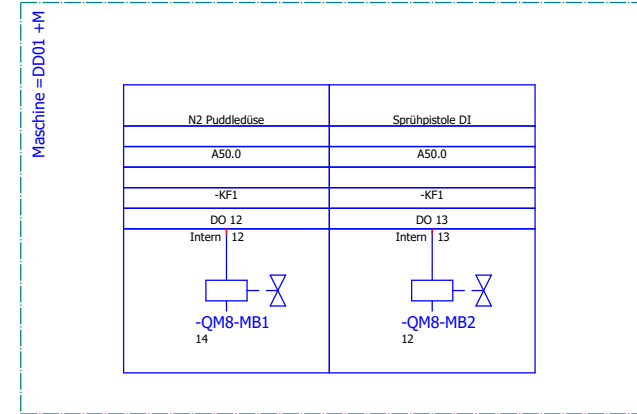 Maschine =DD01 +M
N2 Puddledüse Sprühpistole DI
A50.0 A50.0
-KF1 -KF1
DO 12 DO 13
Intern 12 Intern 13
-QM8-MB1 -QM8-MB2
14 12